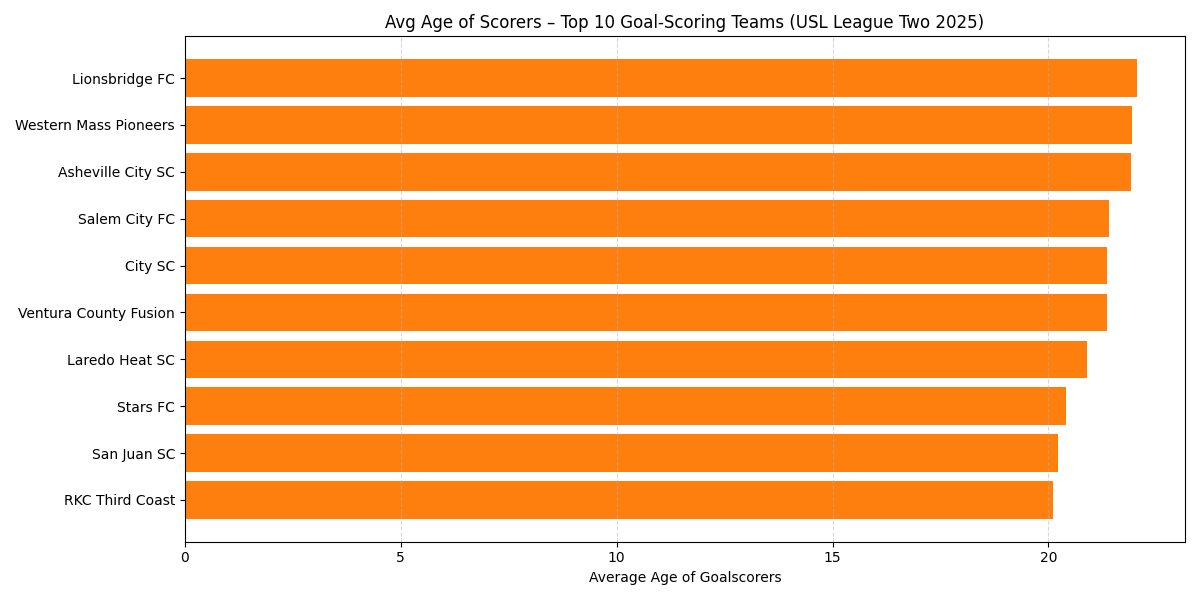 Avg Age of Scorers – Top 10 Goal-Scoring Teams (USL League Two 2025)
Lionsbridge FC
Western Mass Pioneers
Asheville City SC
Salem City FC
City SC
Ventura County Fusion
Laredo Heat SC
Stars FC
San Juan SC
RKC Third Coast
0 5 10 15 20
Average Age of Goalscorers